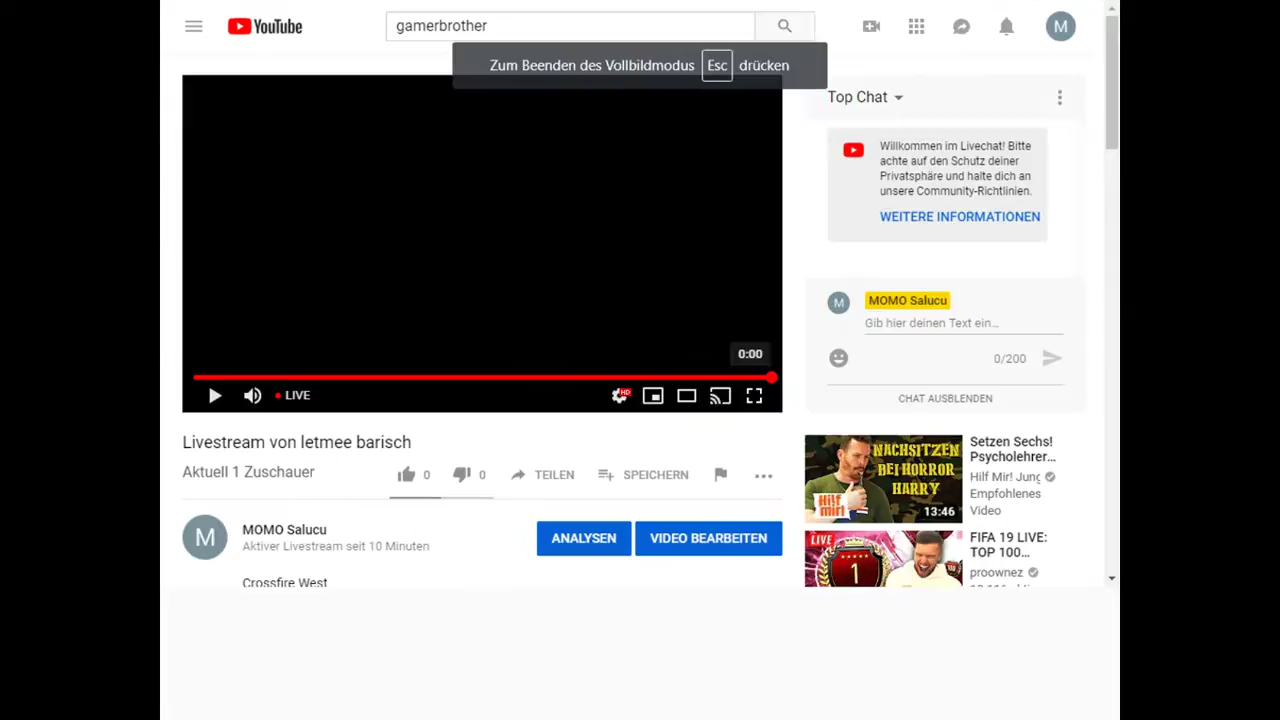 YouTube
gamerbrother
M
Zum Beenden des Vollbildmodus Esc drücken
0:00
LIVE
HD
Livestream von letmee barisch
Aktuell 1 Zuschauer
0
0
TEILEN
SPEICHERN
M
MOMO Salucu
Aktiver Livestream seit 10 Minuten
ANALYSEN
VIDEO BEARBEITEN
Crossfire West
Top Chat
Willkommen im Livechat! Bitte
achte auf den Schutz deiner
Privatsphäre und halte dich an
unsere Community-Richtlinien.
WEITERE INFORMATIONEN
M
MOMO Salucu
Gib hier deinen Text ein...
0/200
CHAT AUSBLENDEN
NACHSITZEN
BEI HORROR
HARRY
Hilf
mir!
13:46
Setzen Sechs!
Psycholehrer...
Hilf Mir! Jung
Empfohlenes
Video
LIVE
1
FIFA 19 LIVE:
TOP 100...
proownez